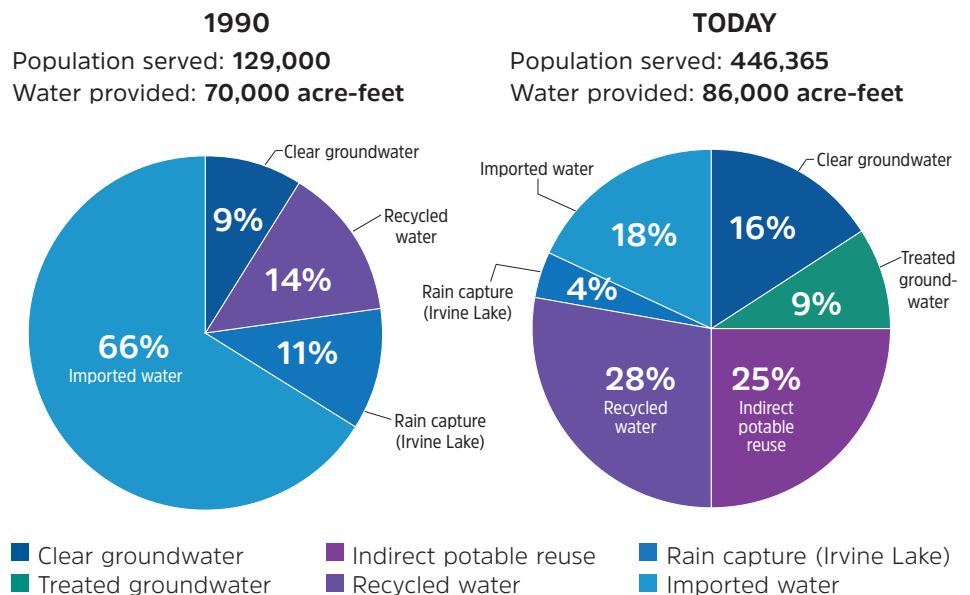 1990
Population served: 129,000
Water provided: 70,000 acre-feet
Clear groundwater
9%
Recycled
water
14%
11%
Rain capture
(Irvine Lake)
66%
Imported water
TODAY
Population served: 446,365
Water provided: 86,000 acre-feet
Clear groundwater
16%
Treated
ground-
water
9%
25%
Indirect
potable
reuse
28%
Recycled
water
Rain capture
(Irvine Lake)
4%
Imported water
18%
Clear groundwater
Treated groundwater
Indirect potable reuse
Recycled water
Rain capture (Irvine Lake)
Imported water